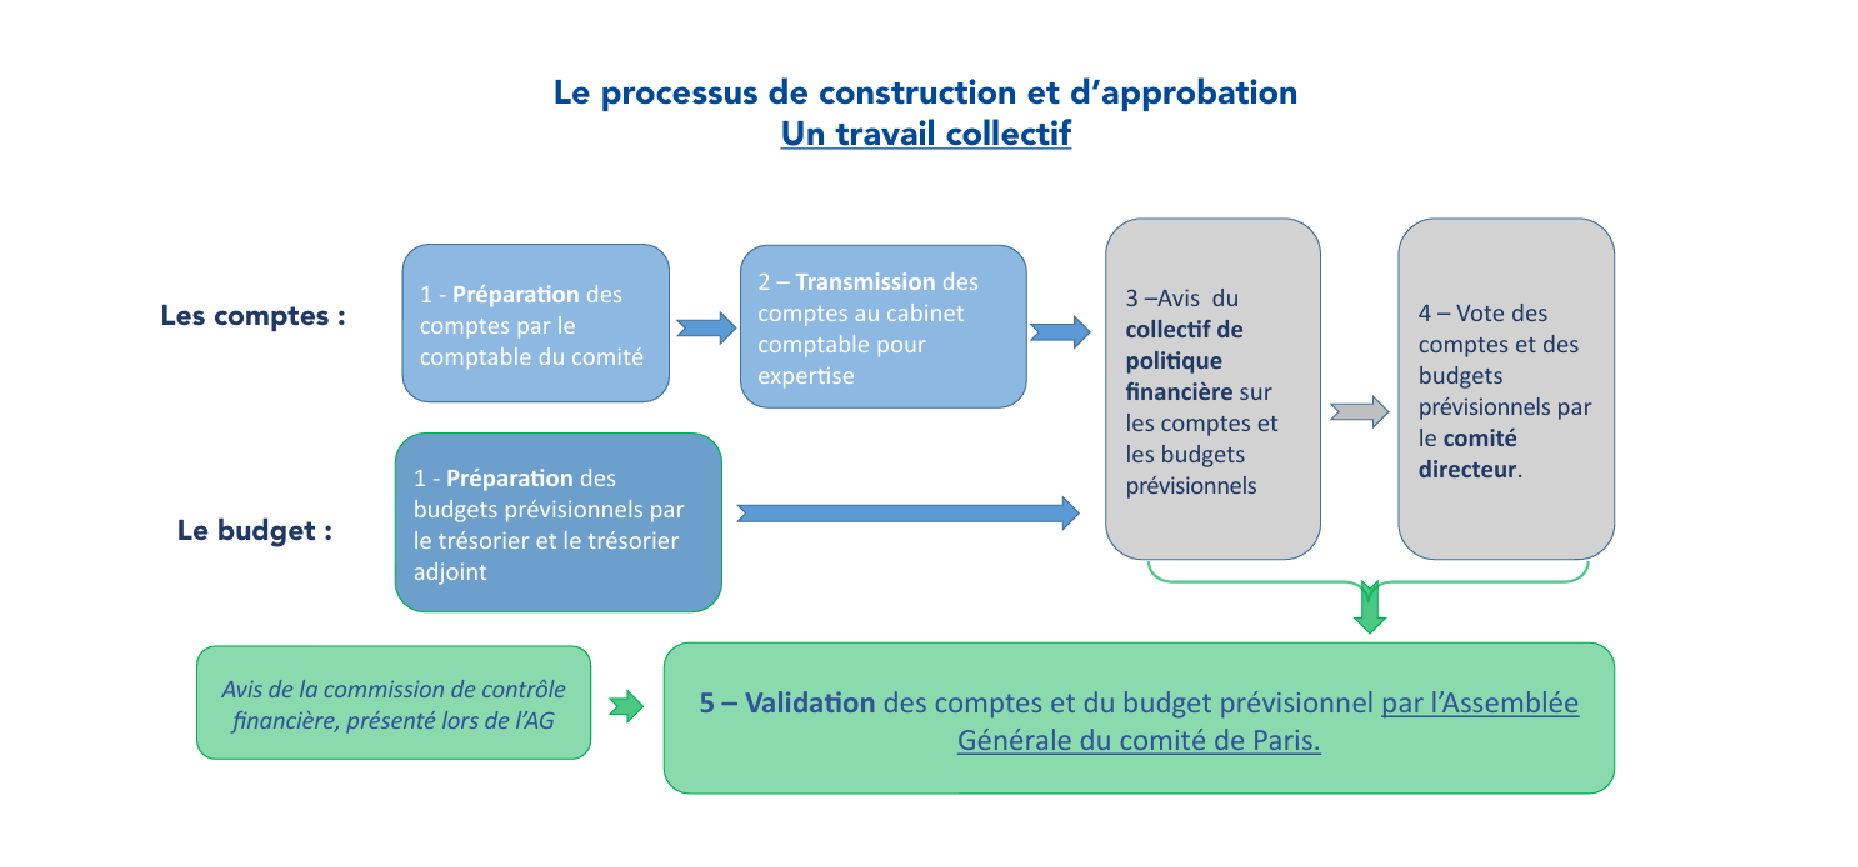 Le processus de construction et d’approbation
Un travail collectif
Les comptes :
1 - Préparation des
comptes par le
comptable du comité
2 – Transmission des
comptes au cabinet
comptable pour
expertise
3 –Avis  du
collectif de
politique
financière sur
les comptes et
les budgets
prévisionnels
4 – Vote des
comptes et des
budgets
prévisionnels par
le comité
directeur.
Le budget :
1 - Préparation des
budgets prévisionnels par
le trésorier et le trésorier
adjoint
Avis de la commission de contrôle
financière, présenté lors de l’AG
5 – Validation des comptes et du budget prévisionnel par l’Assemblée
Générale du comité de Paris.